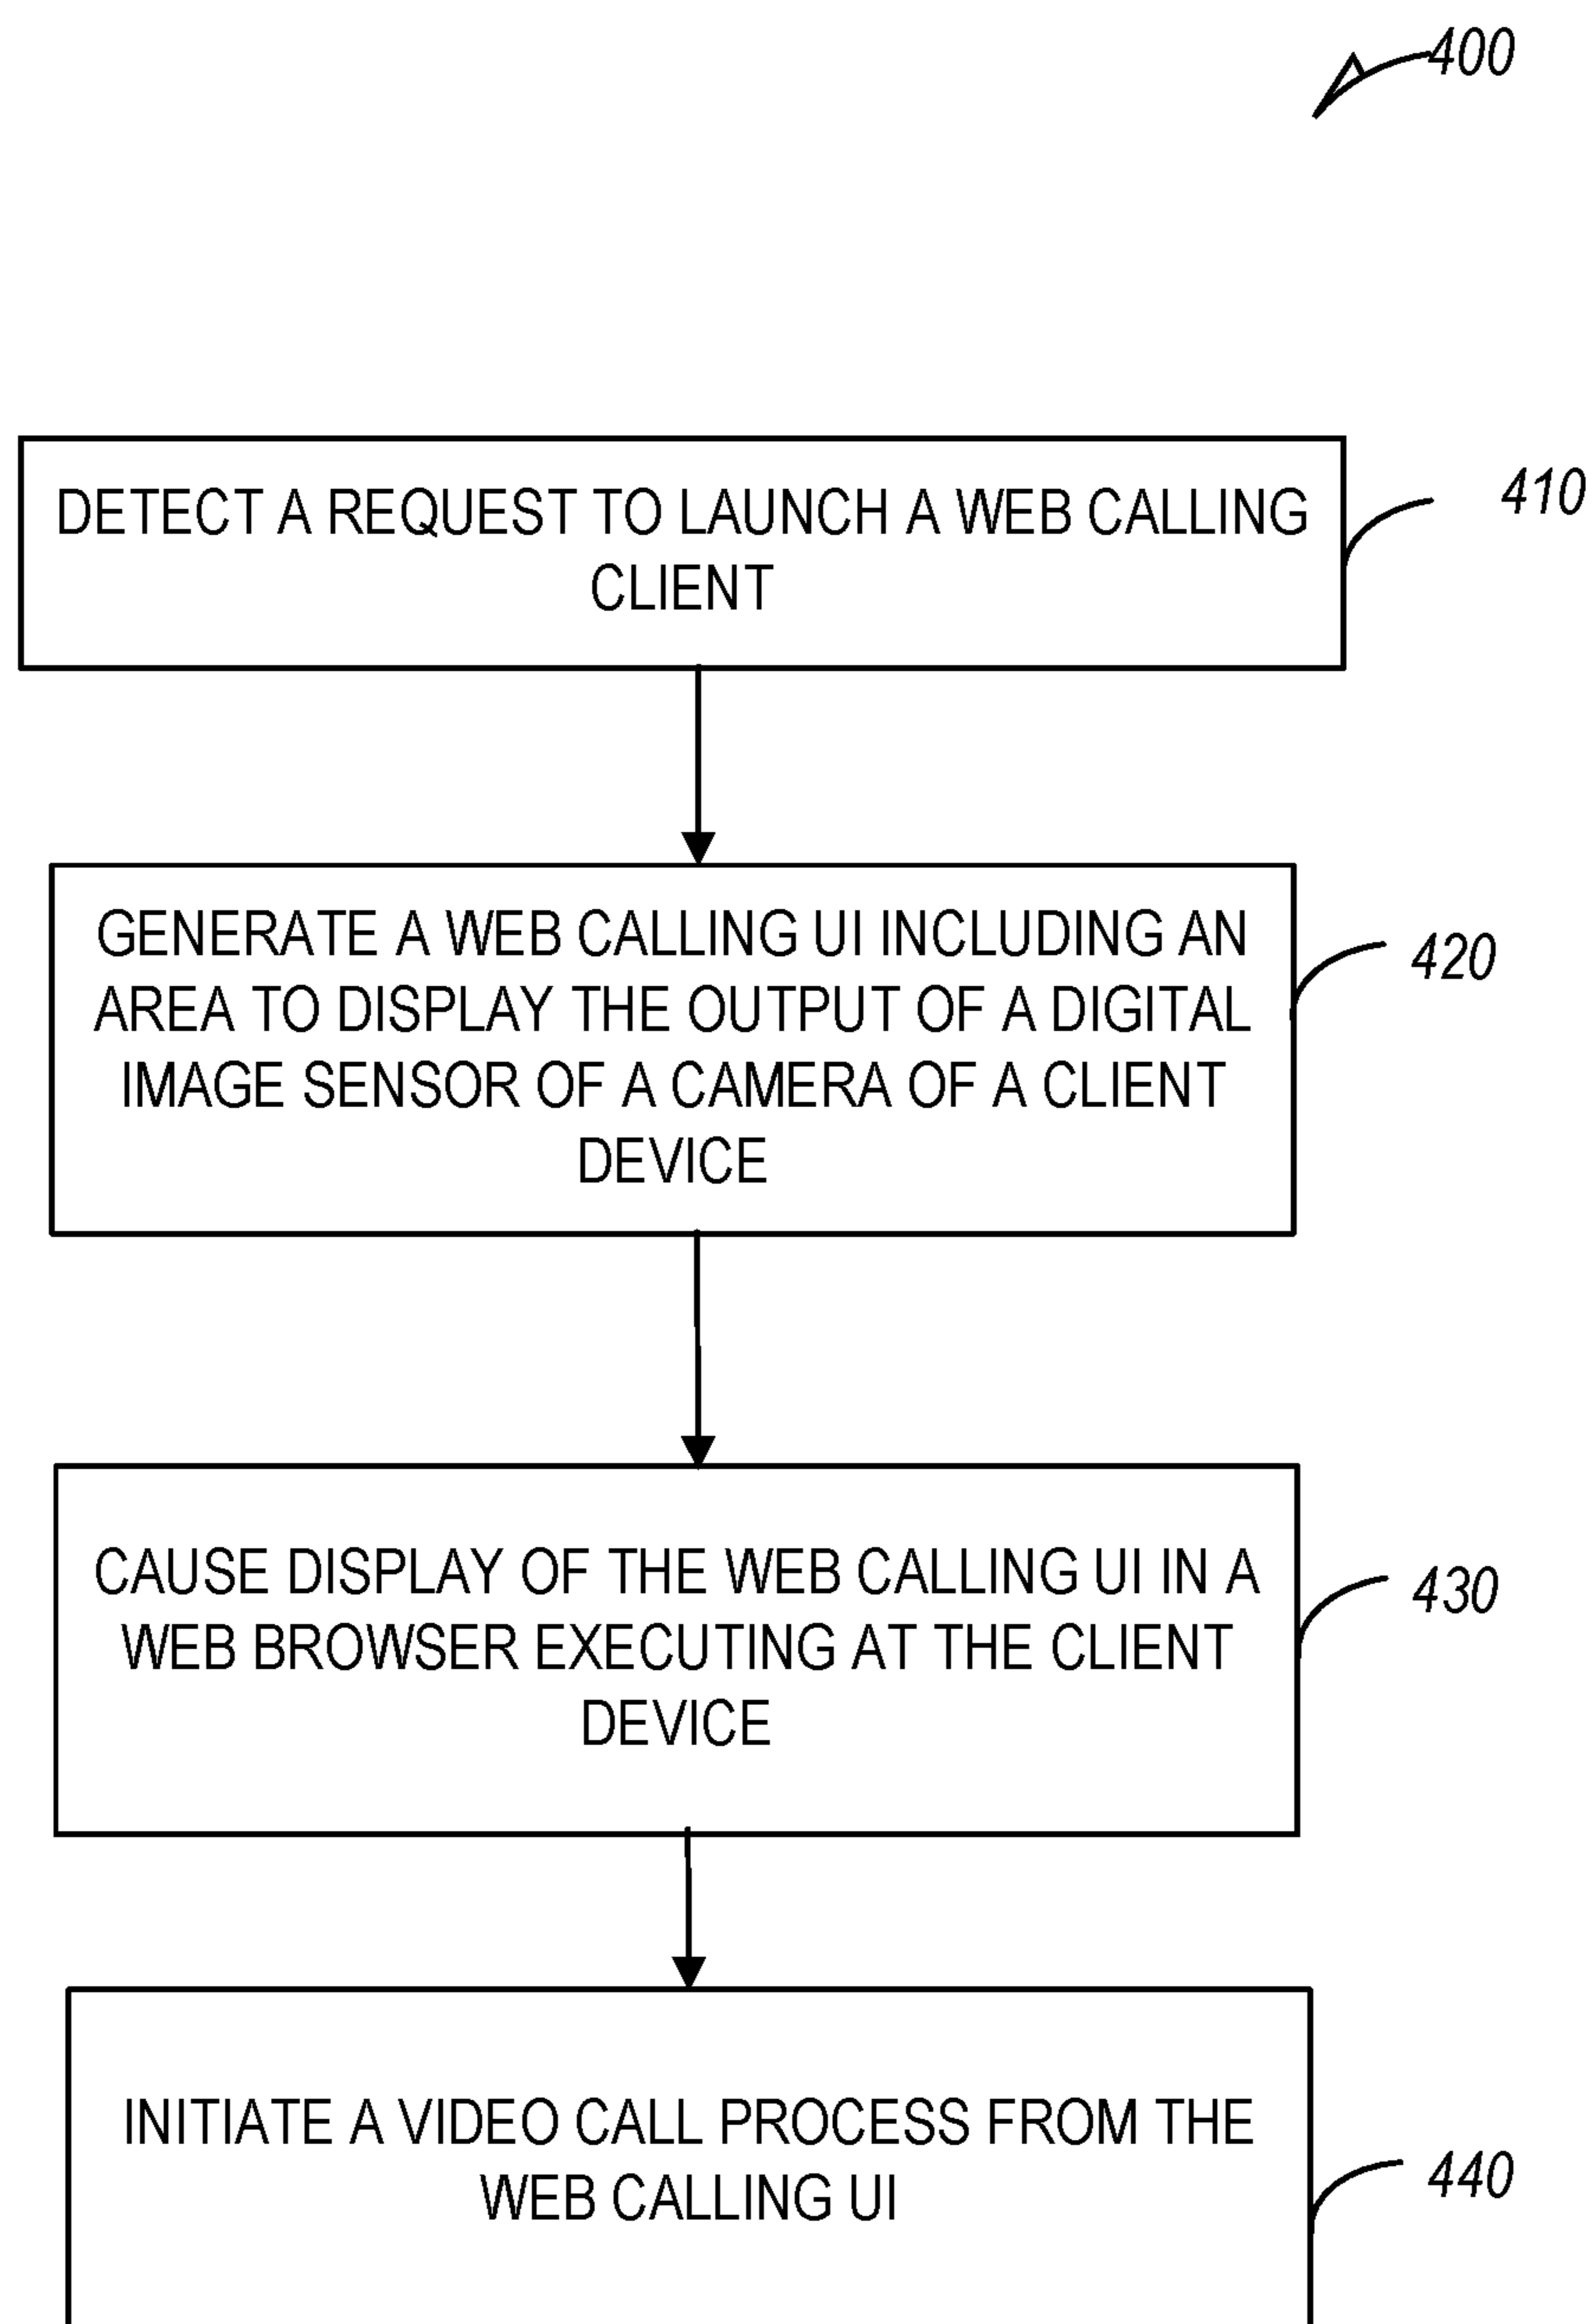 400
DETECT A REQUEST TO LAUNCH A WEB CALLING
CLIENT
410
GENERATE A WEB CALLING UI INCLUDING AN
AREA TO DISPLAY THE OUTPUT OF A DIGITAL
IMAGE SENSOR OF A CAMERA OF A CLIENT
DEVICE
420
CAUSE DISPLAY OF THE WEB CALLING UI IN A
WEB BROWSER EXECUTING AT THE CLIENT
DEVICE
430
INITIATE A VIDEO CALL PROCESS FROM THE
WEB CALLING UI
440